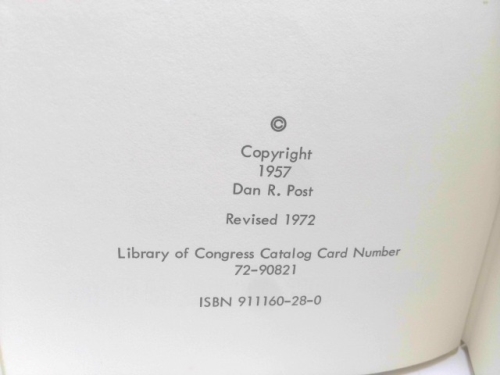 ©
Copyright
1957
Dan R. Post
Revised 1972
Library of Congress Catalog Card Number
72-90821
ISBN 911160-28-0